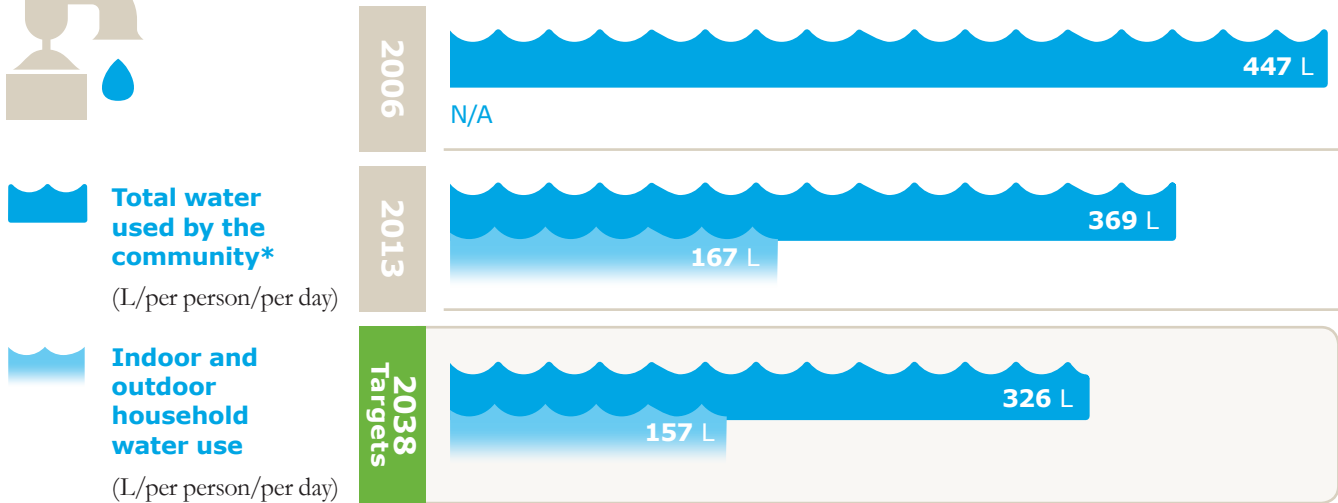 2006
447 L
N/A
Total water
used by the
community*
(L/per person/per day)
2013
369 L
167 L
Indoor and
outdoor
household
water use
(L/per person/per day)
2038
Targets
326 L
157 L